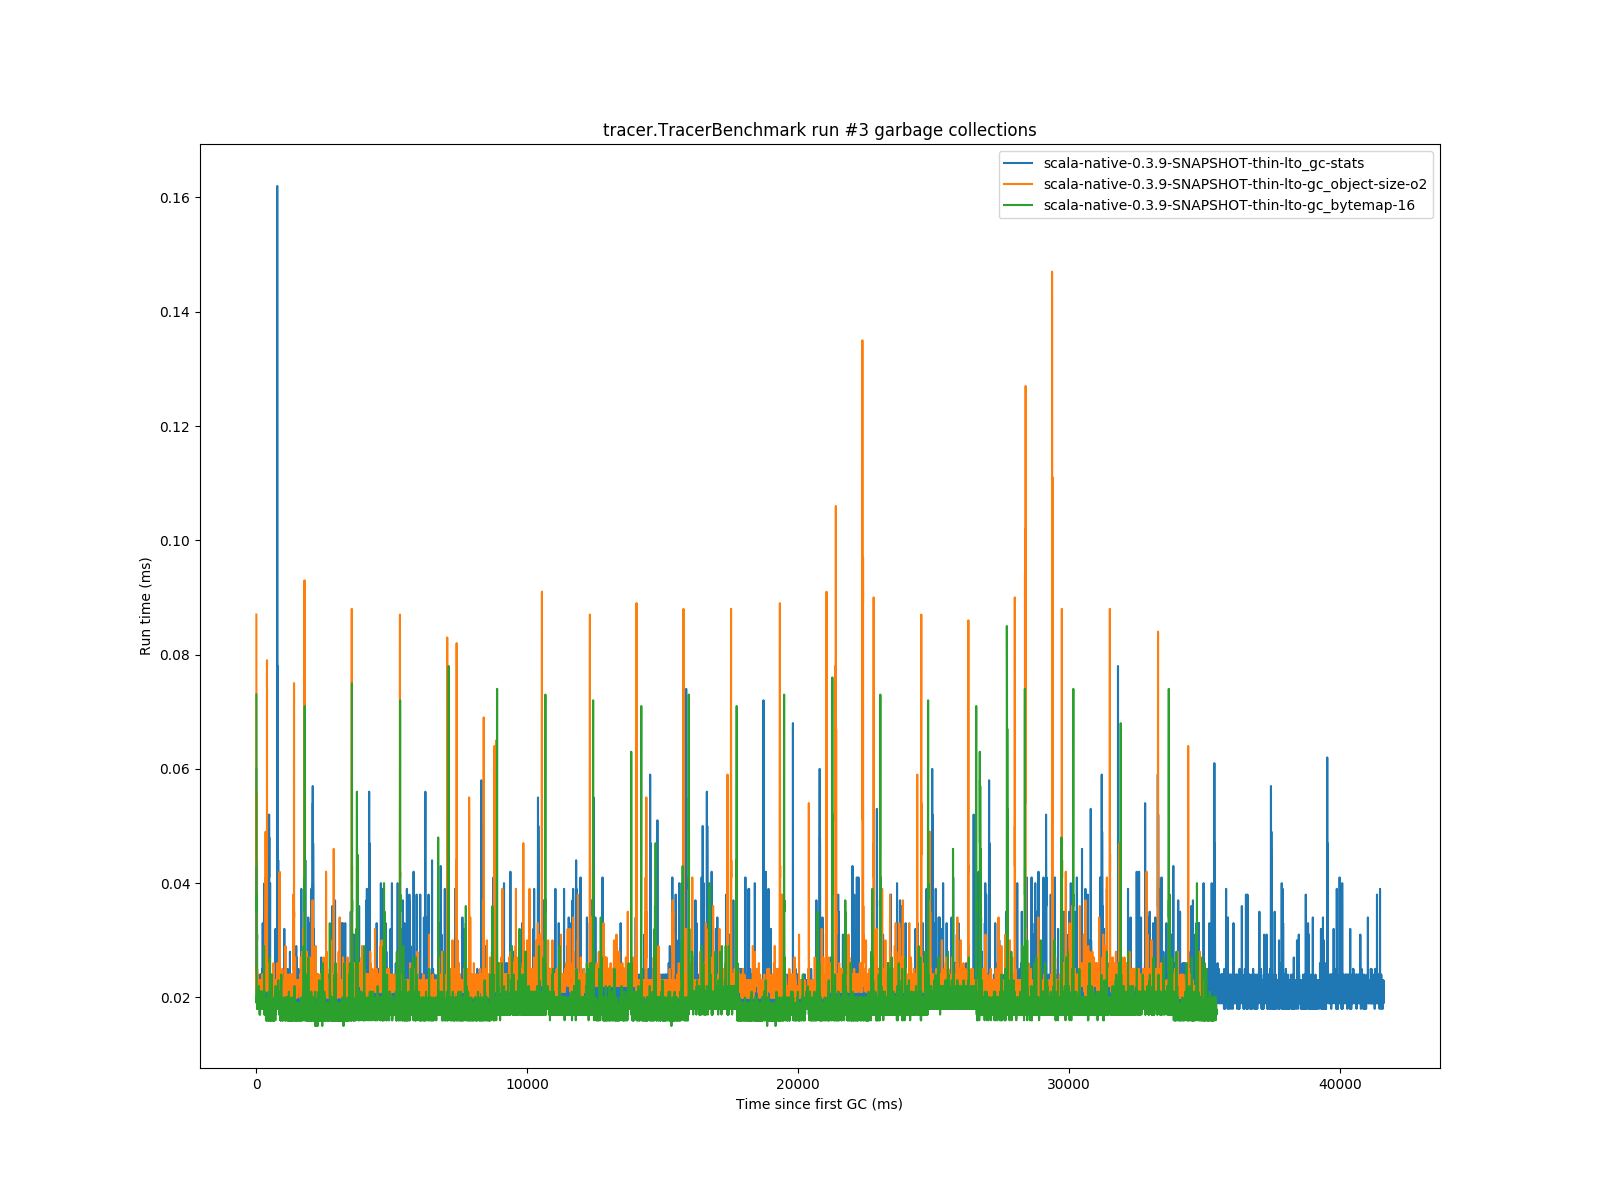 tracer.TracerBenchmark run #3 garbage collections
scala-native-0.3.9-SNAPSHOT-thin-lto_gc-stats
scala-native-0.3.9-SNAPSHOT-thin-lto-gc_object-size-o2
scala-native-0.3.9-SNAPSHOT-thin-lto-gc_bytemap-16
0.16
0.14
0.12
0.10
0.08
0.06
0.04
0.02
Run time (ms)
0 10000 20000 30000 40000
Time since first GC (ms)